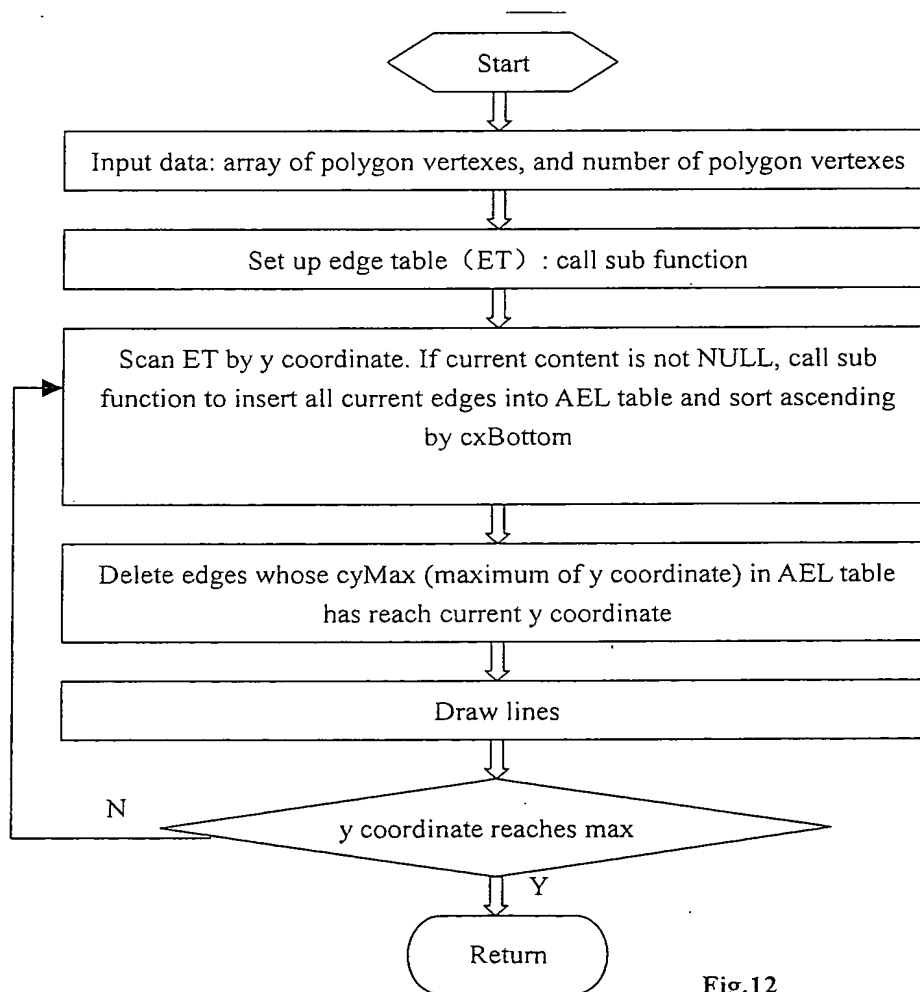 Start
Input data: array of polygon vertexes, and number of polygon vertexes
Set up edge table（ET）: call sub function
Scan ET by y coordinate. If current content is not NULL, call sub
function to insert all current edges into AEL table and sort ascending
by cxBottom
Delete edges whose cyMax (maximum of y coordinate) in AEL table
has reach current y coordinate
Draw lines
N
y coordinate reaches max
Y
Return
Fig.12